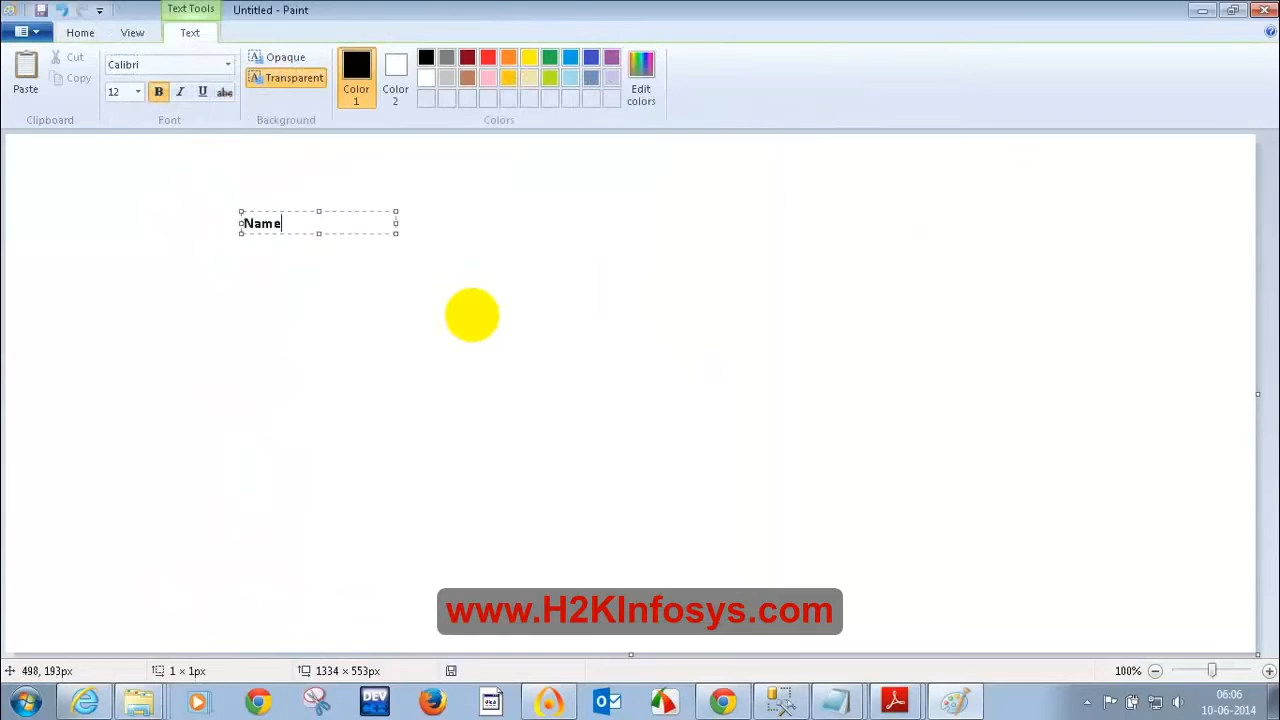 Text Tools
Untitled - Paint
Home
View
Text
Paste
Cut
Copy
Clipboard
Calibri
12
B
I
U
abc
Font
Opaque
Transparent
Background
Color
1
Color
2
Edit
colors
Colors
Name
www.H2KInfosys.com
498, 193px
1 × 1px
1334 × 553px
100%
DEV
06:06
10-06-2014